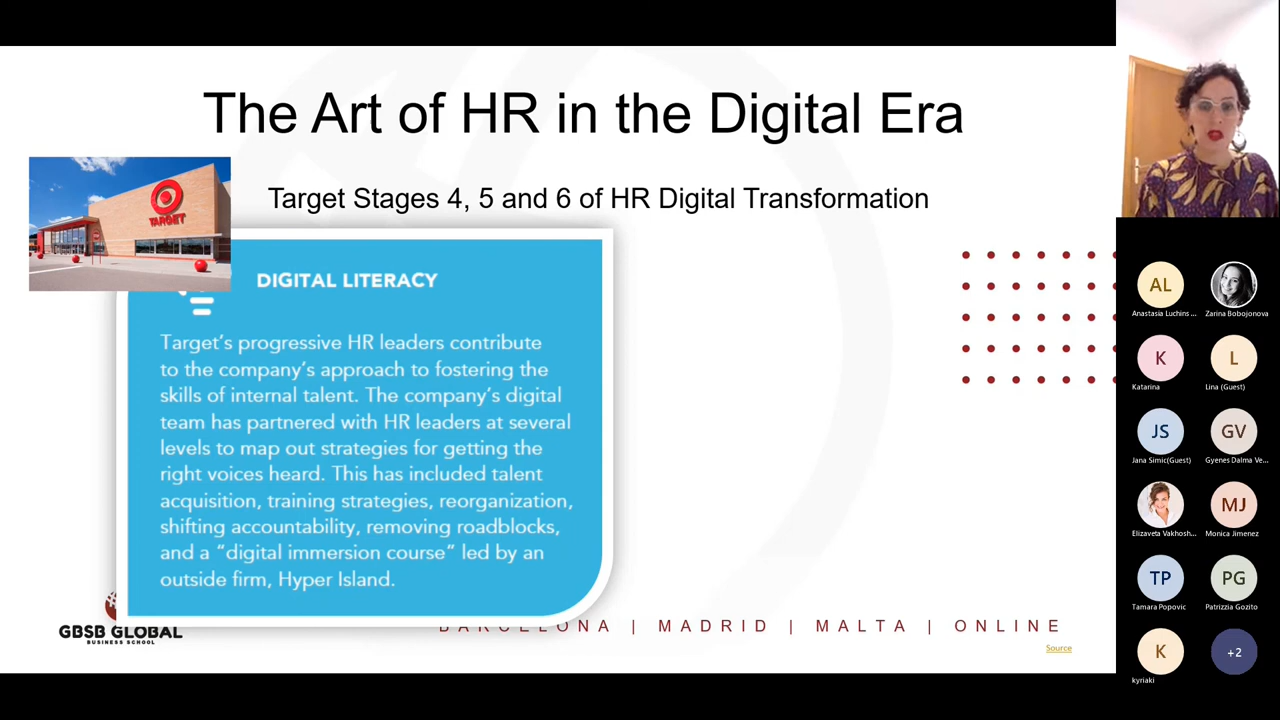 The Art of HR in the Digital Era
TARGET
Target Stages 4, 5 and 6 of HR Digital Transformation
DIGITAL LITERACY
Target's progressive HR leaders contribute
to the company's approach to fostering the
skills of internal talent. The company's digital
team has partnered with HR leaders at several
levels to map out strategies for getting the
right voices heard. This has included talent
acquisition, training strategies, reorganization,
shifting accountability, removing roadblocks,
and a “digital immersion course” led by an
outside firm, Hyper Island.
GBSB GLOBAL
BUSINESS SCHOOL
BARCELONA | MADRID | MALTA | ONLINE
Source
AL
Anastasia Luchins ...
Zarina Bobojonova
K
Katarina
L
Lina (Guest)
JS
Jana Simic(Guest)
GV
Gyenes Dalma Ve...
Elizaveta Vakhosh...
MJ
Monica Jimenez
TP
Tamara Popovic
PG
Patrizzia Gozito
K
kyriaki
+2